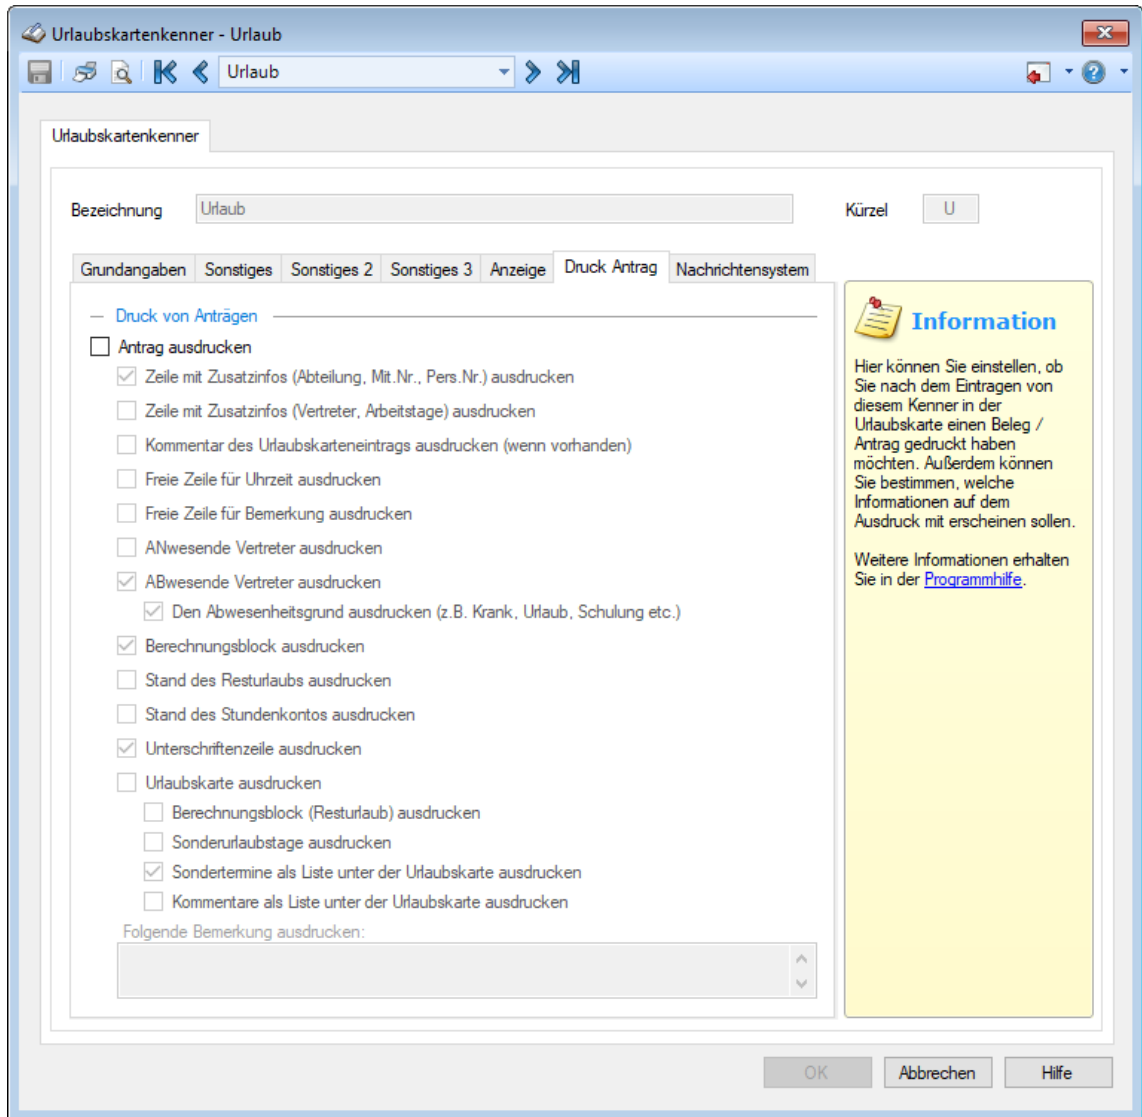 Urlaubskartenkenner - Urlaub
Urlaub
Urlaubskartenkenner
Bezeichnung Urlaub Kürzel U
Grundangaben Sonstiges Sonstiges 2 Sonstiges 3 Anzeige Druck Antrag Nachrichtensystem
Druck von Anträgen
Antrag ausdrucken
Zeile mit Zusatzinfos (Abteilung, Mit.Nr., Pers.Nr.) ausdrucken
Zeile mit Zusatzinfos (Vertreter, Arbeitstage) ausdrucken
Kommentar des Urlaubskarteneintrags ausdrucken (wenn vorhanden)
Freie Zeile für Uhrzeit ausdrucken
Freie Zeile für Bemerkung ausdrucken
ANwesende Vertreter ausdrucken
ABwesende Vertreter ausdrucken
Den Abwesenheitsgrund ausdrucken (z.B. Krank, Urlaub, Schulung etc.)
Berechnungsblock ausdrucken
Stand des Resturlaubs ausdrucken
Stand des Stundenkontos ausdrucken
Unterschriftenzeile ausdrucken
Urlaubskarte ausdrucken
Berechnungsblock (Resturlaub) ausdrucken
Sonderurlaubstage ausdrucken
Sondertermine als Liste unter der Urlaubskarte ausdrucken
Kommentare als Liste unter der Urlaubskarte ausdrucken
Folgende Bemerkung ausdrucken:
Information
Hier können Sie einstellen, ob
Sie nach dem Eintragen von
diesem Kenner in der
Urlaubskarte einen Beleg /
Antrag gedruckt haben
möchten. Außerdem können
Sie bestimmen, welche
Informationen auf dem
Ausdruck mit erscheinen sollen.
Weitere Informationen erhalten
Sie in der Programmhilfe.
OK Abbrechen Hilfe